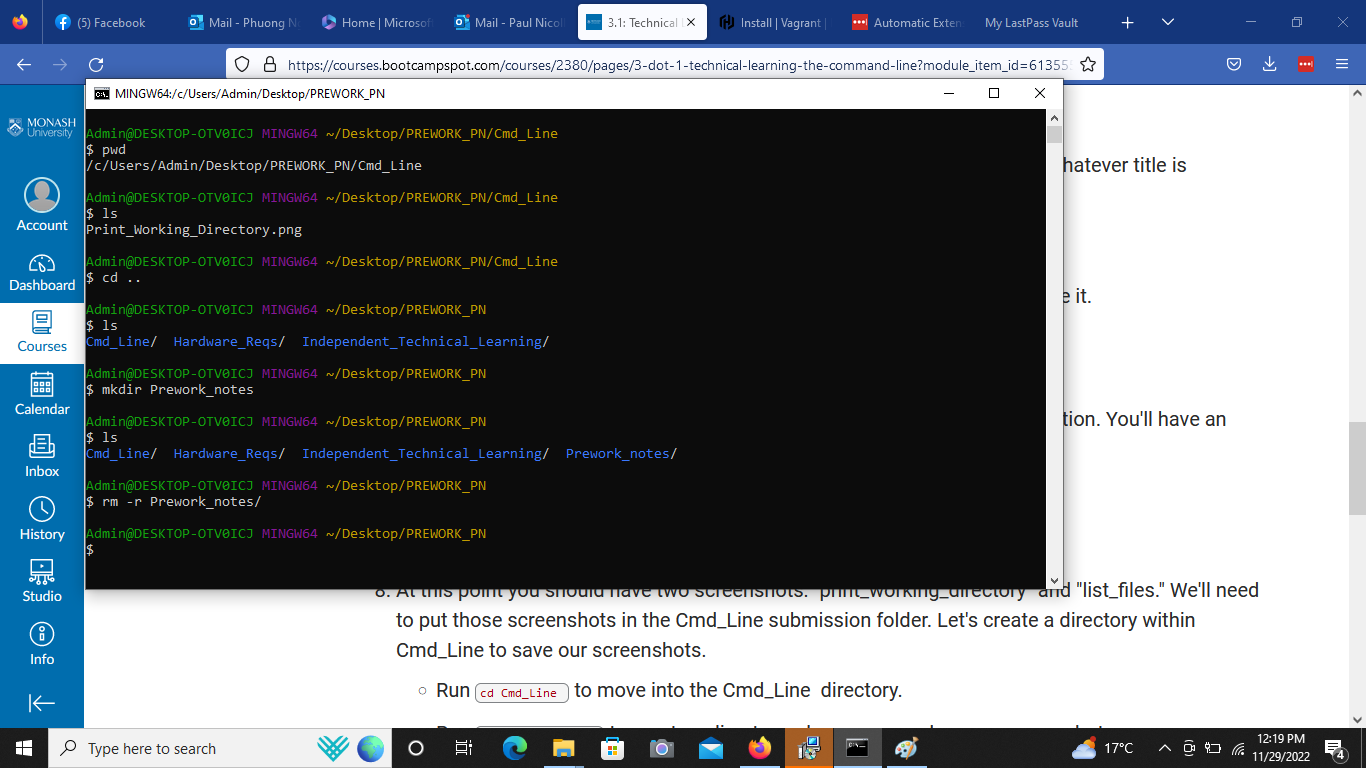 (5) Facebook
Mail - Phuong N
Home | Microsoft
Mail - Paul Nicoll
3.1: Technical
Install | Vagrant
Automatic Exten
My LastPass Vault
https://courses.bootcampspot.com/courses/2380/pages/3-dot-1-technical-learning-the-command-line?module_item_id=61355
MINGW64:/c/Users/Admin/Desktop/PREWORK_PN
MONASH
University
Account
Dashboard
Courses
Calendar
Inbox
History
Studio
Info
Admin@DESKTOP-OTV0ICJ MINGW64 ~/Desktop/PREWORK_PN/Cmd_Line
$ pwd
/c/Users/Admin/Desktop/PREWORK_PN/Cmd_Line
Admin@DESKTOP-OTV0ICJ MINGW64 ~/Desktop/PREWORK_PN/Cmd_Line
$ ls
Print_Working_Directory.png
Admin@DESKTOP-OTV0ICJ MINGW64 ~/Desktop/PREWORK_PN/Cmd_Line
$ cd ..
Admin@DESKTOP-OTV0ICJ MINGW64 ~/Desktop/PREWORK_PN
$ ls
Cmd_Line/  Hardware_Reqs/  Independent_Technical_Learning/
Admin@DESKTOP-OTV0ICJ MINGW64 ~/Desktop/PREWORK_PN
$ mkdir Prework_notes
Admin@DESKTOP-OTV0ICJ MINGW64 ~/Desktop/PREWORK_PN
$ ls
Cmd_Line/  Hardware_Reqs/  Independent_Technical_Learning/  Prework_notes/
Admin@DESKTOP-OTV0ICJ MINGW64 ~/Desktop/PREWORK_PN
$ rm -r Prework_notes/
Admin@DESKTOP-OTV0ICJ MINGW64 ~/Desktop/PREWORK_PN
$
hatever title is
e it.
tion. You'll have an
8. At this point you should have two screenshots: "print_working_directory" and "list_files." We'll need
to put those screenshots in the Cmd_Line submission folder. Let's create a directory within
Cmd_Line to save our screenshots.
Run cd Cmd_Line to move into the Cmd_Line directory.
Type here to search
17°C
12:19 PM
11/29/2022
4